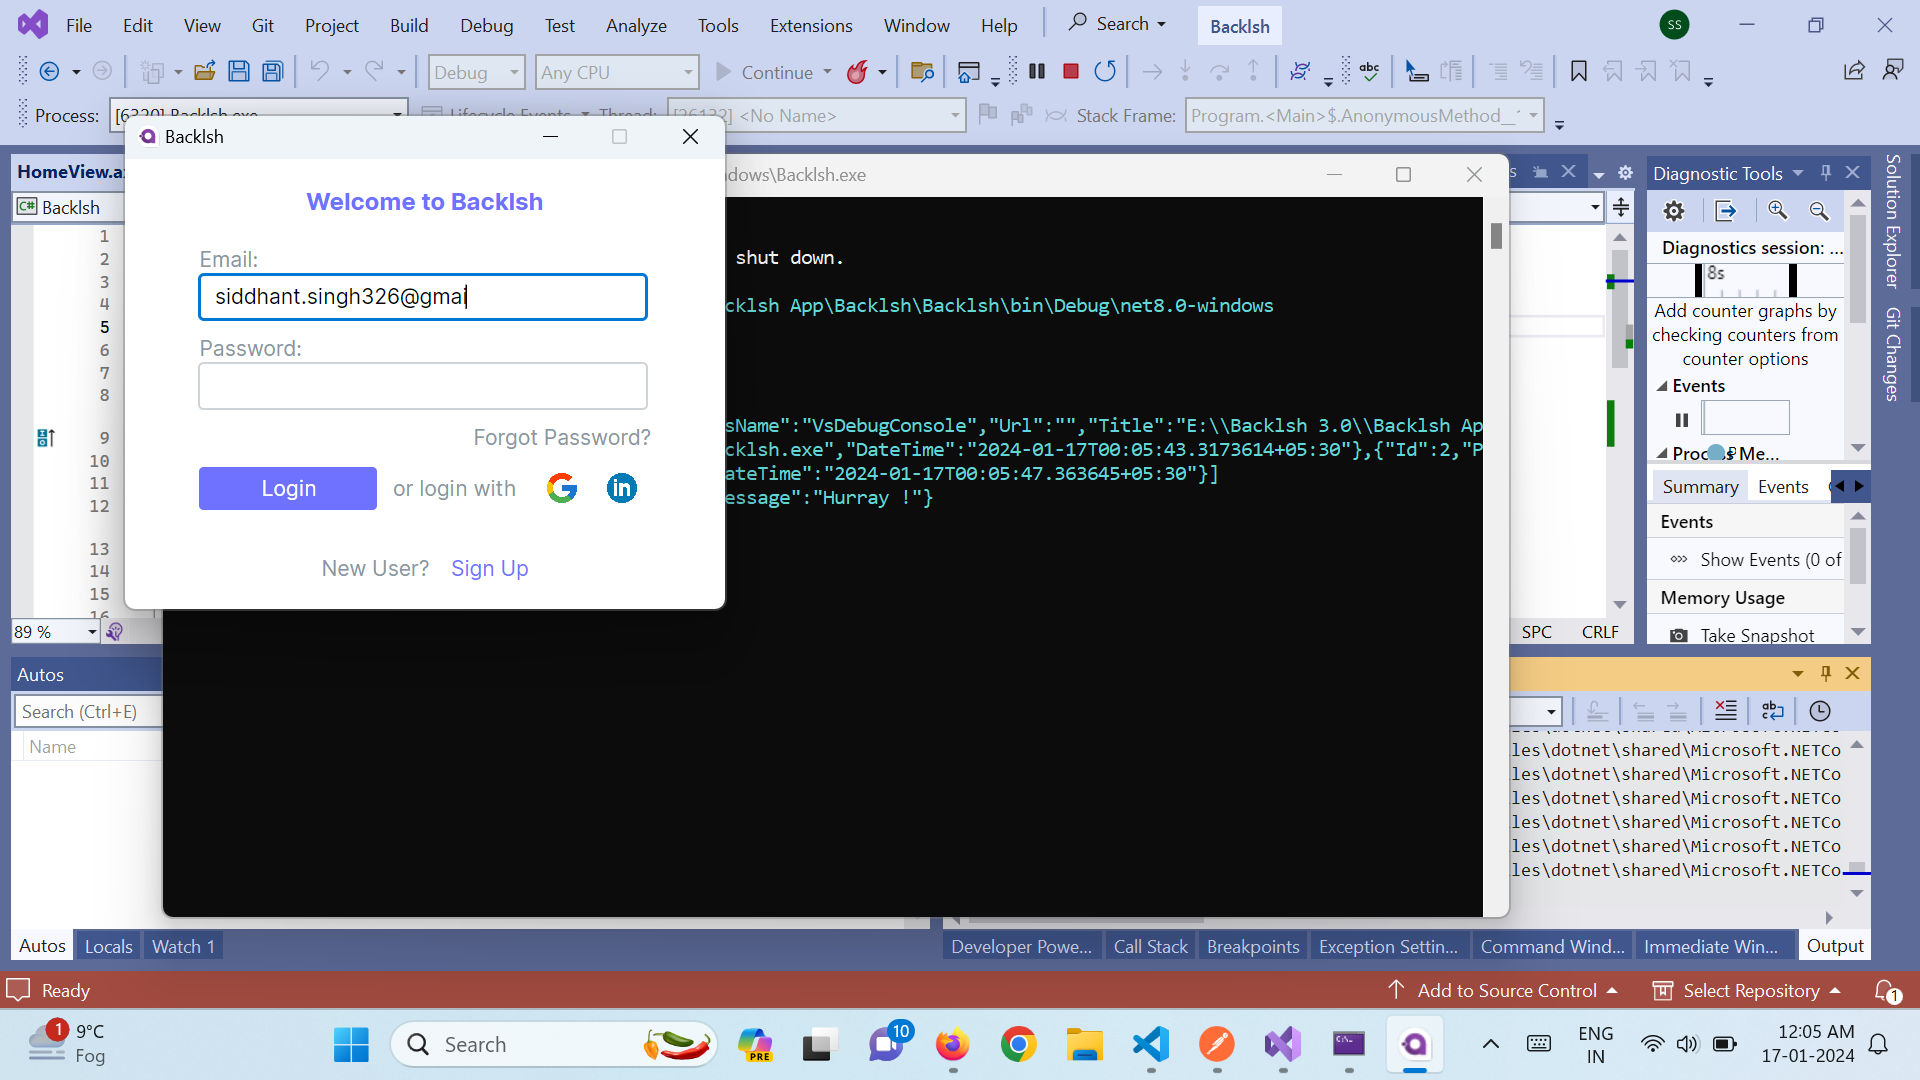 File Edit View Git Project Build Debug Test Analyze Tools Extensions Window Help Search Backlsh SS
Debug Any CPU Continue
Process: [6320] Backlsh.exe Lifecycle Events Thread: [26132] <No Name> Stack Frame: Program.<Main>$.AnonymousMethod__
Backlsh
Welcome to Backlsh
Email:
siddhant.singh326@gmai
Password:
Forgot Password?
Login or login with
New User? Sign Up
HomeView.a
C# Backlsh
1
2
3
4
5
6
7
8
9
10
11
12
13
14
15
16
89 %
dows\Backlsh.exe
shut down.
cklsh App\Backlsh\Backlsh\bin\Debug\net8.0-windows
sName":"VsDebugConsole","Url":"","Title":"E:\\Backlsh 3.0\\Backlsh Ap
cklsh.exe","DateTime":"2024-01-17T00:05:43.3173614+05:30"},{"Id":2,"P
ateTime":"2024-01-17T00:05:47.363645+05:30"}]
essage":"Hurray !"}
SPC CRLF
Diagnostic Tools
Diagnostics session: ...
8s
Add counter graphs by
checking counters from
counter options
Events
Process Me...
Summary Events
Events
Show Events (0 of
Memory Usage
Take Snapshot
Solution Explorer
Git Changes
Autos
Search (Ctrl+E)
Name
les\dotnet\shared\Microsoft.NETCo
les\dotnet\shared\Microsoft.NETCo
les\dotnet\shared\Microsoft.NETCo
les\dotnet\shared\Microsoft.NETCo
les\dotnet\shared\Microsoft.NETCo
les\dotnet\shared\Microsoft.NETCo
Autos Locals Watch 1
Developer Powe... Call Stack Breakpoints Exception Settin... Command Wind... Immediate Win... Output
Ready
Add to Source Control Select Repository 1
1 9°C
Fog
Search
PRE
10
ENG
IN
12:05 AM
17-01-2024